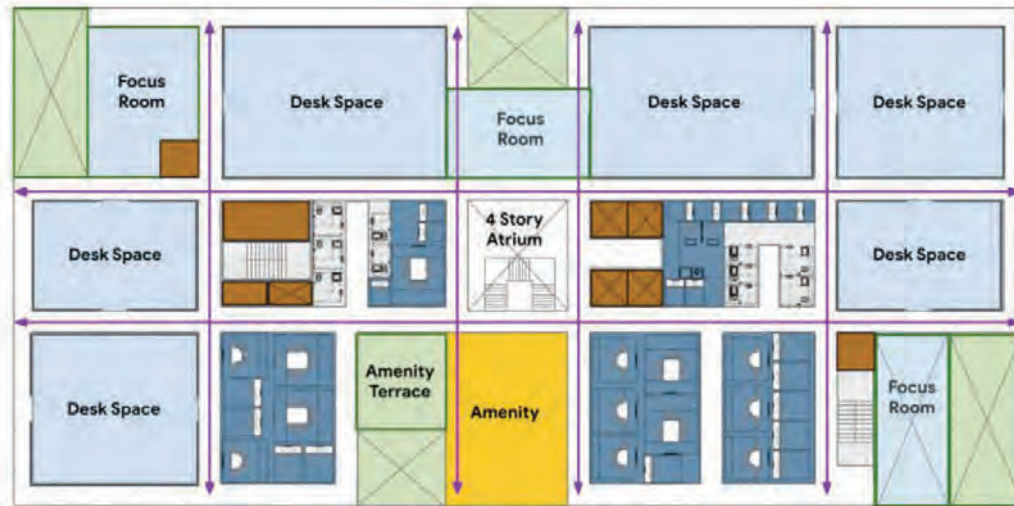 Focus
Room
Desk Space
Focus
Room
Desk Space
Desk Space
Desk Space
4 Story
Atrium
Desk Space
Desk Space
Amenity
Terrace
Amenity
Focus
Room